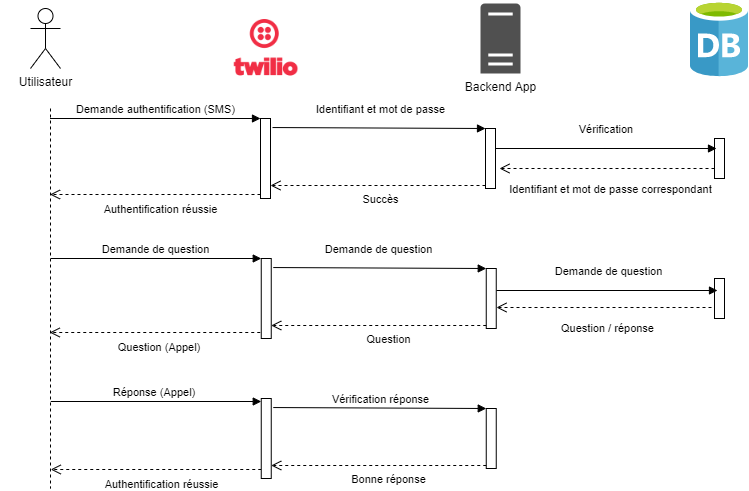 twilio
DB
Utilisateur
Backend App
Demande authentification (SMS)
Identifiant et mot de passe
Vérification
Identifiant et mot de passe correspondant
Succès
Authentification réussie
Demande de question
Demande de question
Demande de question
Question / réponse
Question
Question (Appel)
Réponse (Appel)
Vérification réponse
Bonne réponse
Authentification réussie